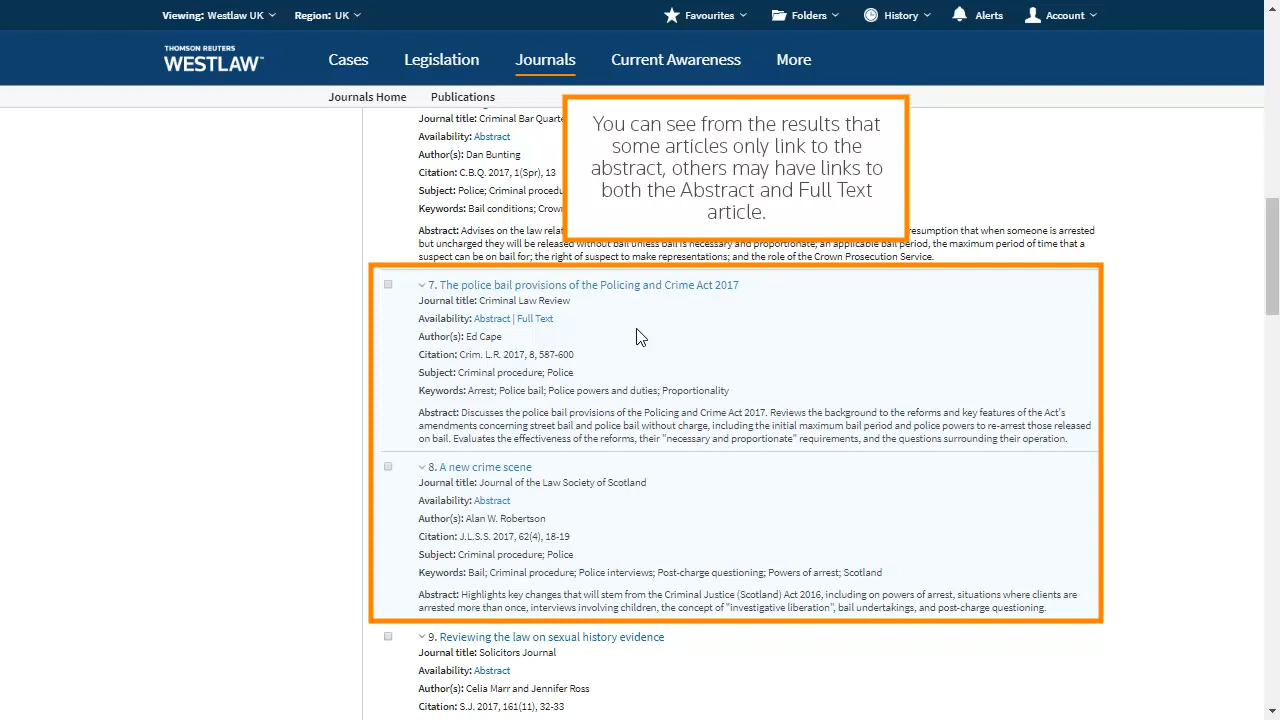 Viewing: Westlaw UK
Region: UK
Favourites
Folders
History
Alerts
Account
THOMSON REUTERS
WESTLAW™
Cases
Legislation
Journals
Current Awareness
More
Journals Home
Publications
You can see from the results that
some articles only link to the
abstract, others may have links to
both the Abstract and Full Text
article.
Journal title: Criminal Bar Quarte
Availability: Abstract
Author(s): Dan Bunting
Citation: C.B.Q. 2017, 1(Spr), 13
Subject: Police; Criminal procedu
Keywords: Bail conditions; Crow
Abstract: Advises on the law relat resumption that when someone is arrested
but uncharged they will be released without bail unless bail is necessary and proportionate; an applicable bail period, the maximum period of time that a
suspect can be on bail for; the right of suspect to make representations; and the role of the Crown Prosecution Service.
7. The police bail provisions of the Policing and Crime Act 2017
Journal title: Criminal Law Review
Availability: Abstract | Full Text
Author(s): Ed Cape
Citation: Crim. L.R. 2017, 8, 587-600
Subject: Criminal procedure; Police
Keywords: Arrest; Police bail; Police powers and duties; Proportionality
Abstract: Discusses the police bail provisions of the Policing and Crime Act 2017. Reviews the background to the reforms and key features of the Act's
amendments concerning street bail and police bail without charge, including the initial maximum bail period and police powers to re-arrest those released
on bail. Evaluates the effectiveness of the reforms, their "necessary and proportionate" requirements, and the questions surrounding their operation.
8. A new crime scene
Journal title: Journal of the Law Society of Scotland
Availability: Abstract
Author(s): Alan W. Robertson
Citation: J.L.S.S. 2017, 62(4), 18-19
Subject: Criminal procedure; Police
Keywords: Bail; Criminal procedure; Police interviews; Post-charge questioning; Powers of arrest; Scotland
Abstract: Highlights key changes that will stem from the Criminal Justice (Scotland) Act 2016, including on powers of arrest, situations where clients are
arrested more than once, interviews involving children, the concept of "investigative liberation", bail undertakings, and post-charge questioning.
9. Reviewing the law on sexual history evidence
Journal title: Solicitors Journal
Availability: Abstract
Author(s): Celia Marr and Jennifer Ross
Citation: S.J. 2017, 161(11), 32-33